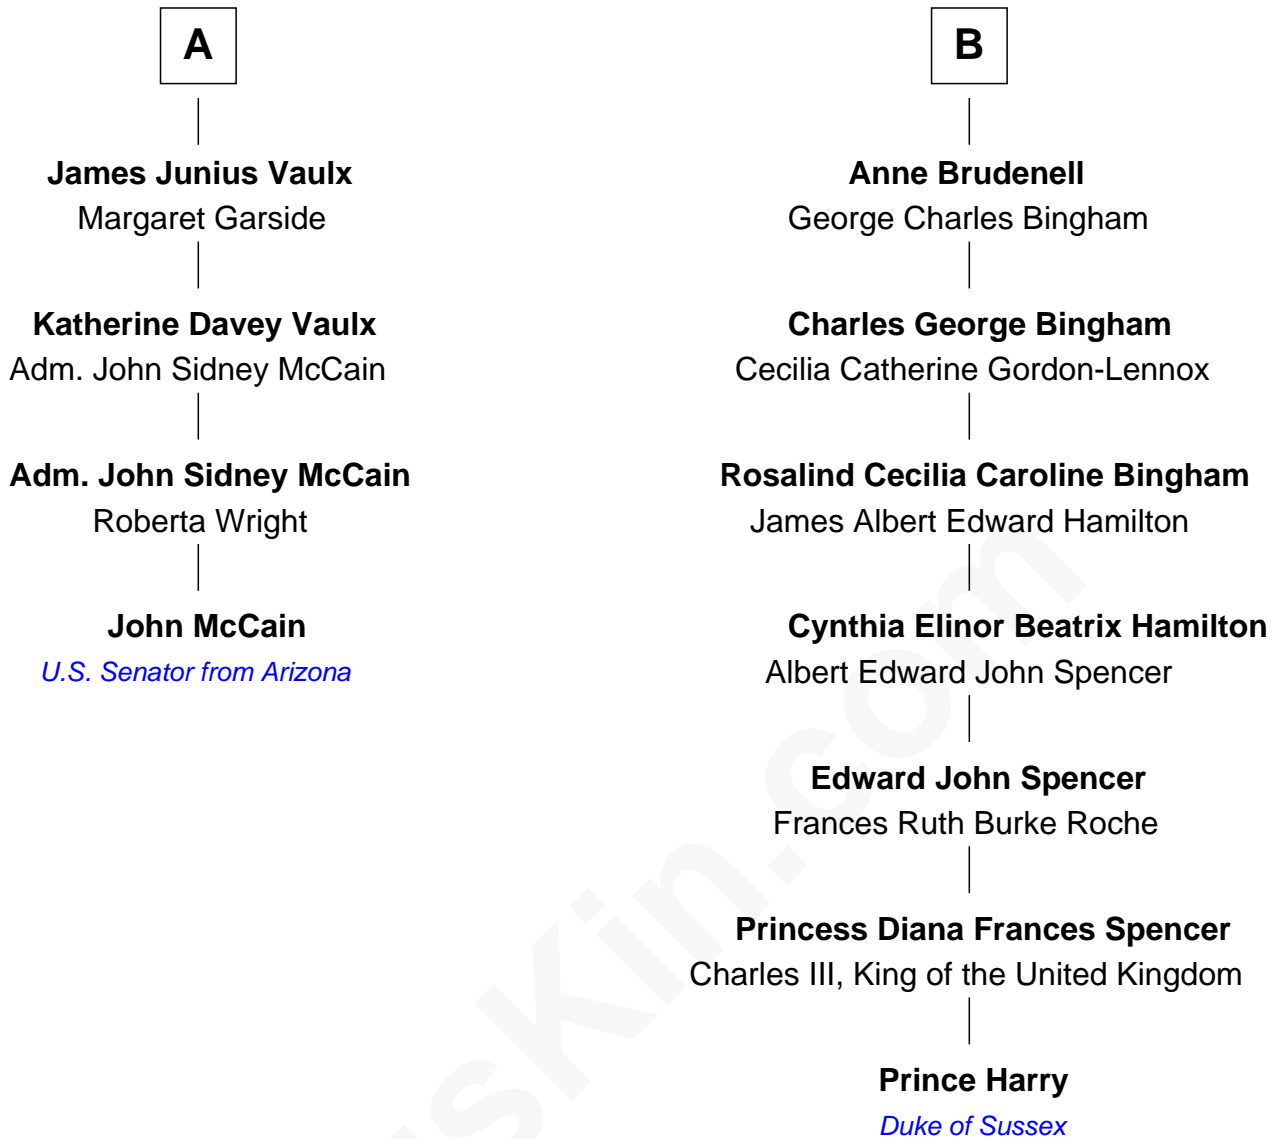 A
James Junius Vaulx
Margaret Garside
Katherine Davey Vaulx
Adm. John Sidney McCain
Adm. John Sidney McCain
Roberta Wright
John McCain
U.S. Senator from Arizona
B
Anne Brudenell
George Charles Bingham
Charles George Bingham
Cecilia Catherine Gordon-Lennox
Rosalind Cecilia Caroline Bingham
James Albert Edward Hamilton
Cynthia Elinor Beatrix Hamilton
Albert Edward John Spencer
Edward John Spencer
Frances Ruth Burke Roche
Princess Diana Frances Spencer
Charles III, King of the United Kingdom
Prince Harry
Duke of Sussex
sKin.com